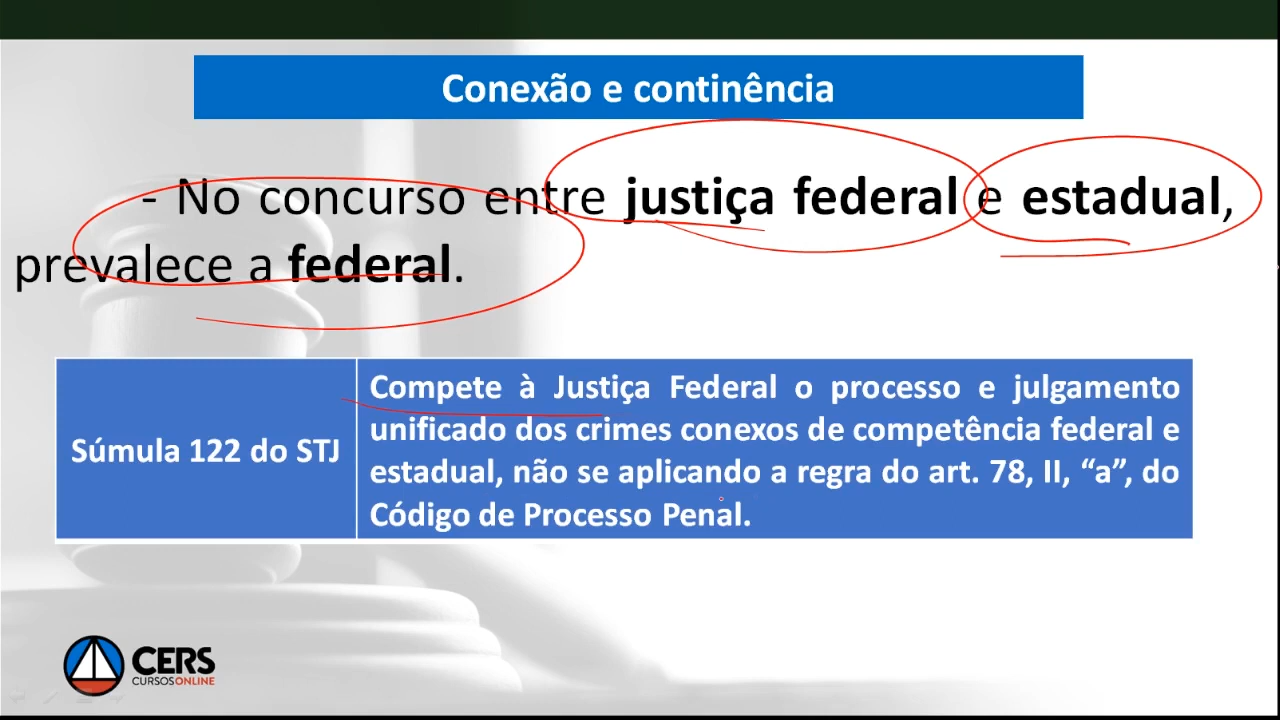 Conexão e continência
- No concurso entre justiça federal e estadual,
prevalece a federal.
Súmula 122 do STJ
Compete à Justiça Federal o processo e julgamento
unificado dos crimes conexos de competência federal e
estadual, não se aplicando a regra do art. 78, II, “a”, do
Código de Processo Penal.
CERS
CURSOS ONLINE